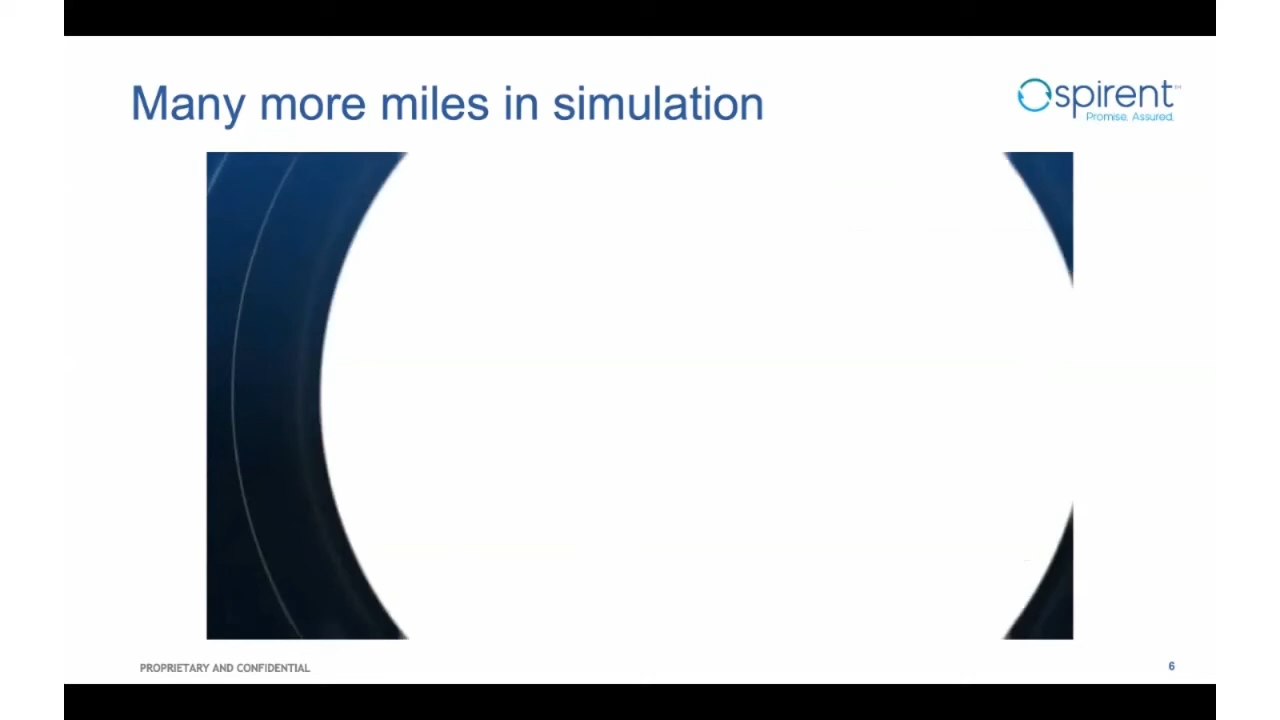 Many more miles in simulation
spirent
Promise. Assured.
PROPRIETARY AND CONFIDENTIAL
6